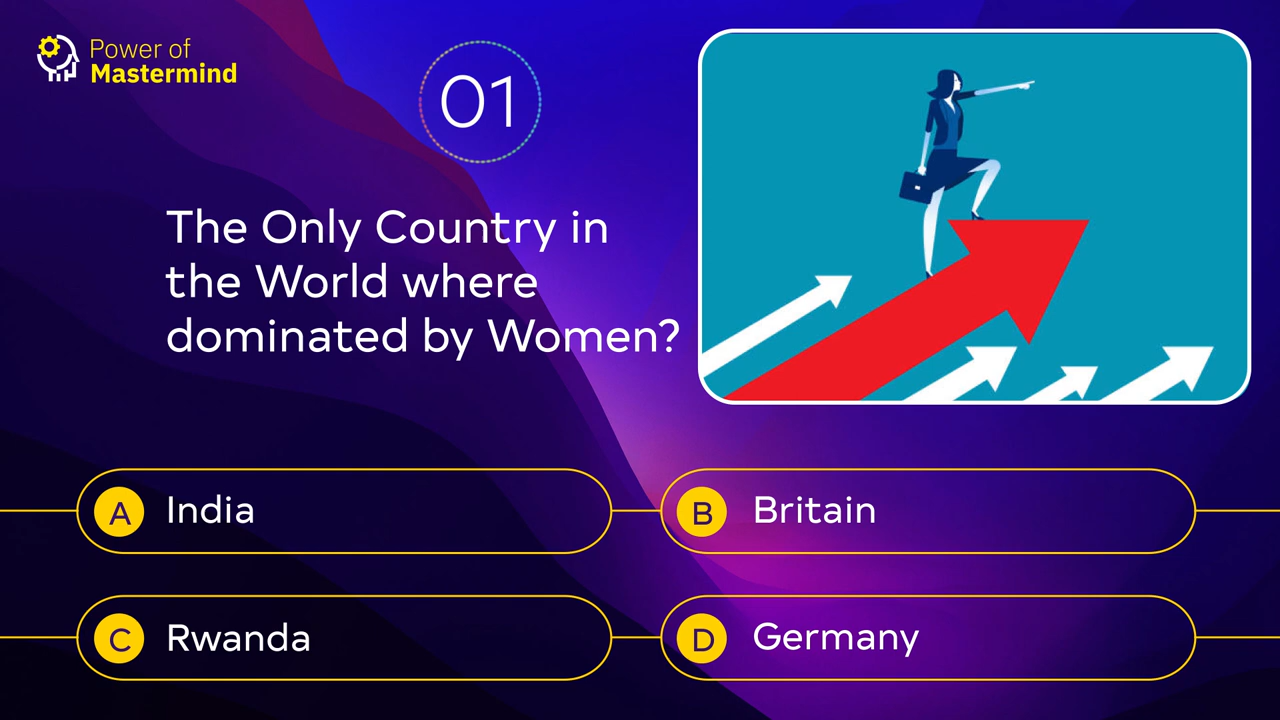 Power of
Mastermind
01
The Only Country in
the World where
dominated by Women?
A India
B Britain
C Rwanda
D Germany